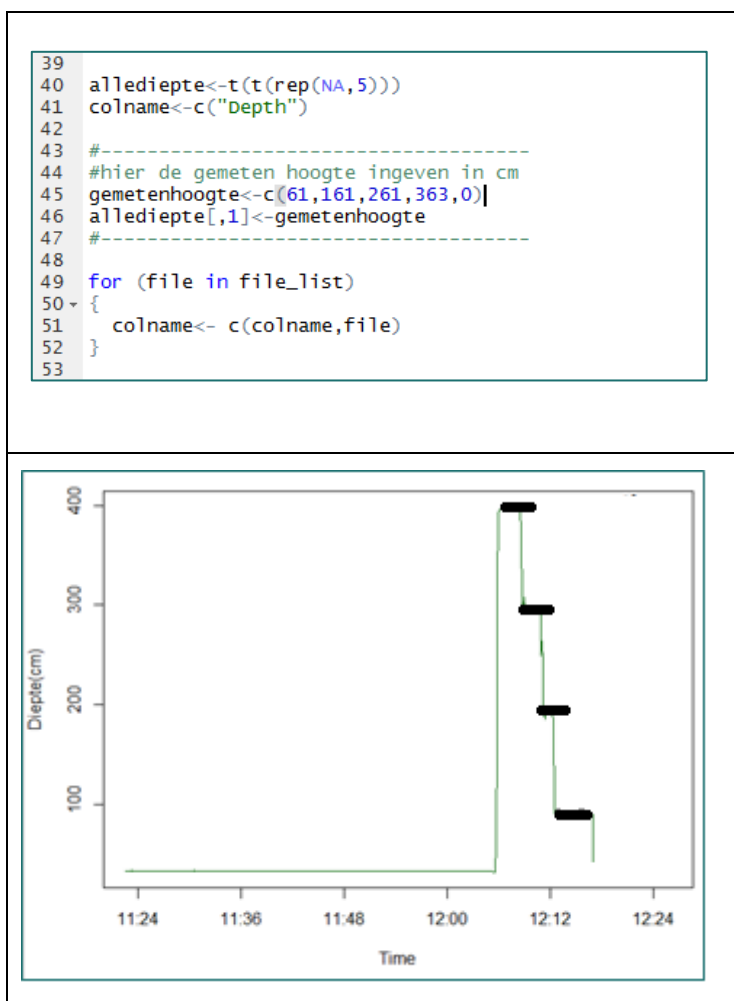 39
40 allediepte<-t(t(rep(NA,5)))
41 colname<-c("Depth")
42
43 #-------------------------------------
44 #hier de gemeten hoogte ingeven in cm
45 gemetenhoogte<-c(61,161,261,363,0)
46 allediepte[,1]<-gemetenhoogte
47 #-------------------------------------
48
49 for (file in file_list)
50 {
51 colname<- c(colname,file)
52 }
53
400
300
200
100
Diepte(cm)
11:24 11:36 11:48 12:00 12:12 12:24
Time